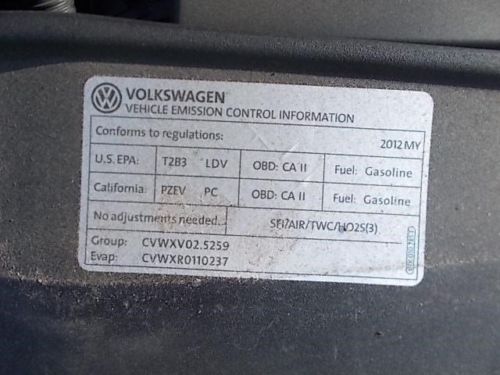 VOLKSWAGEN
VEHICLE EMISSION CONTROL INFORMATION
Conforms to regulations: 2012 MY
U.S. EPA: T2B3 LDV OBD: CA II Fuel: Gasoline
California: PZEV PC OBD: CA II Fuel: Gasoline
No adjustments needed. SFI/AIR/TWC/HO2S(3)
Group: CVWXV02.5259
Evap: CVWXR0110237